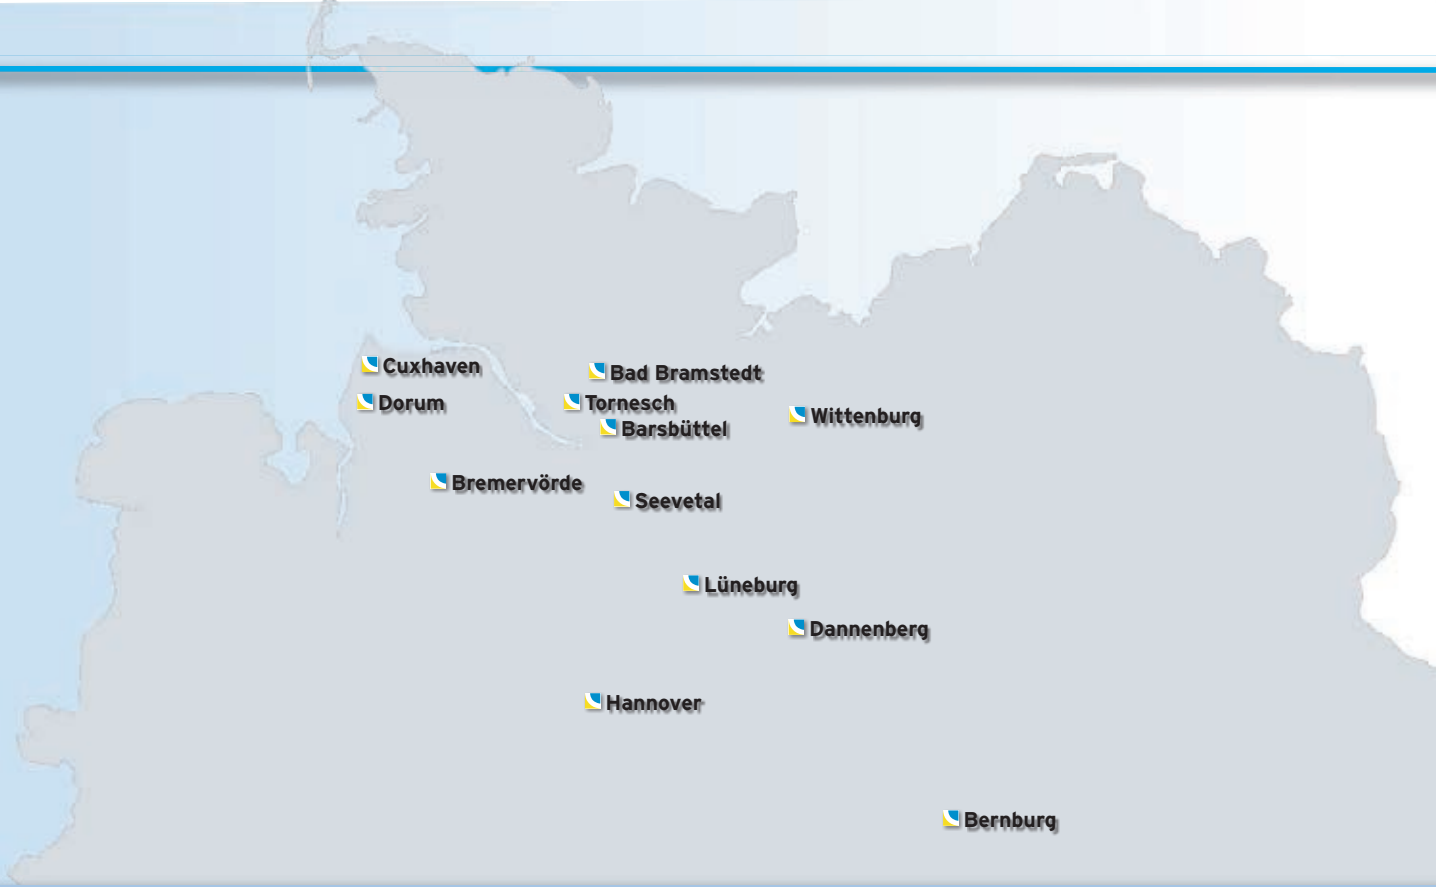 Cuxhaven
Bad Bramstedt
Dorum
Tornesch
Wittenburg
Barsbüttel
Bremervörde
Seevetal
Lüneburg
Dannenberg
Hannover
Bernburg